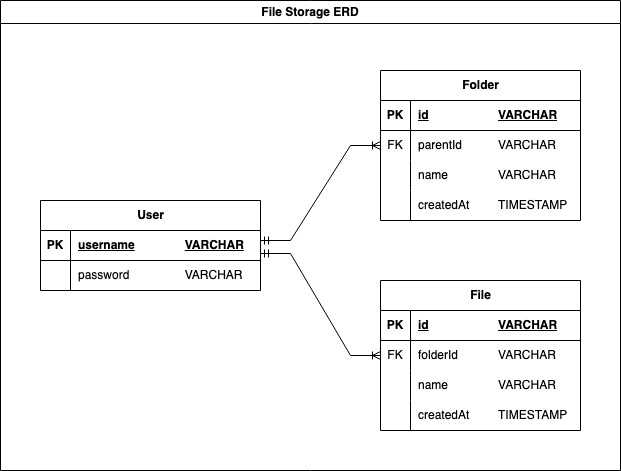 File Storage ERD
Folder
PK id VARCHAR
FK parentId VARCHAR
name VARCHAR
createdAt TIMESTAMP
User
PK username VARCHAR
password VARCHAR
File
PK id VARCHAR
FK folderId VARCHAR
name VARCHAR
createdAt TIMESTAMP